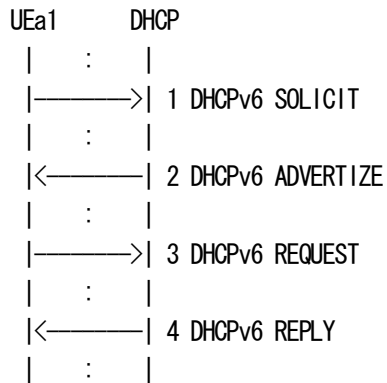 UEa1 DHCP
1 DHCPv6 SOLICIT
2 DHCPv6 ADVERTIZE
3 DHCPv6 REQUEST
4 DHCPv6 REPLY